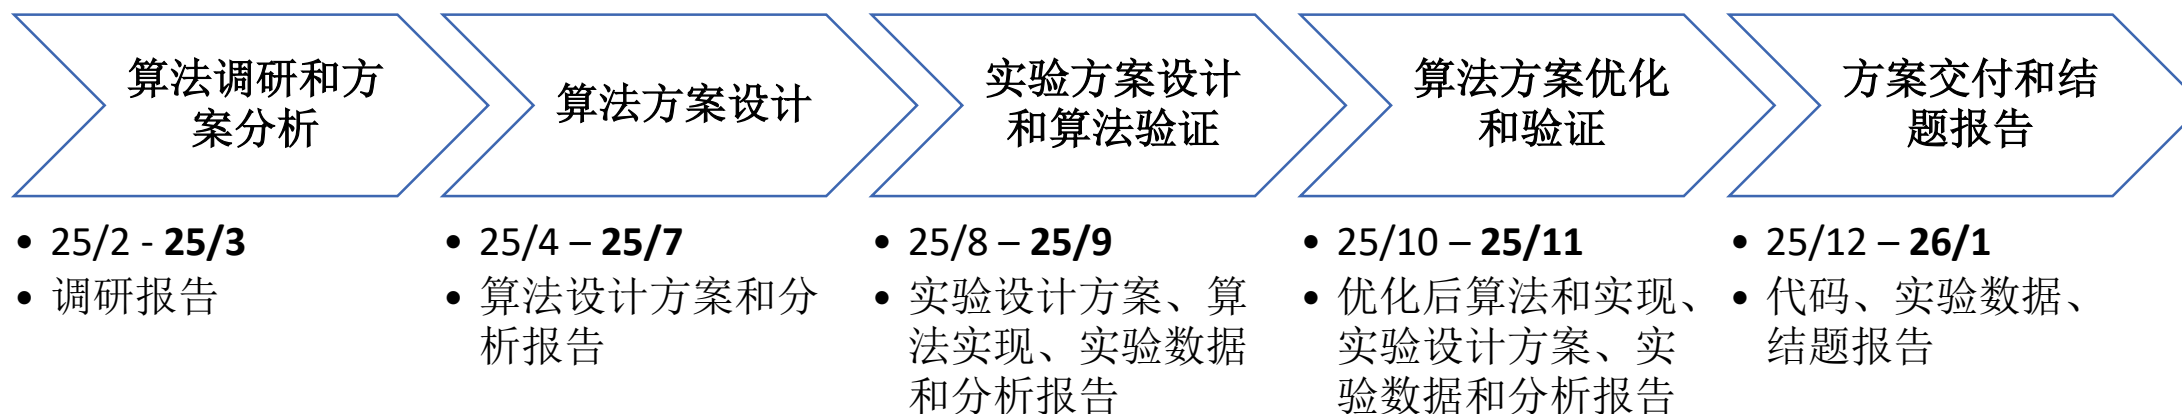 算法调研和方
案分析
算法方案设计
实验方案设计
和算法验证
算法方案优化
和验证
方案交付和结
题报告
• 25/2 - 25/3
• 调研报告
• 25/4 – 25/7
• 算法设计方案和分
析报告
• 25/8 – 25/9
• 实验设计方案、算
法实现、实验数据
和分析报告
• 25/10 – 25/11
• 优化后算法和实现、
实验设计方案、实
验数据和分析报告
• 25/12 – 26/1
• 代码、实验数据、
结题报告